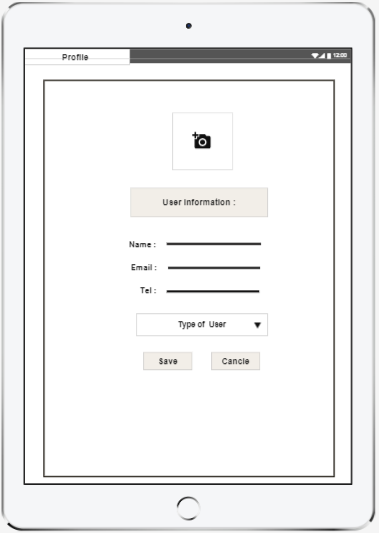 Profile
12:00
User Information :
Name :
Email :
Tel :
Type of User
Save
Cancle